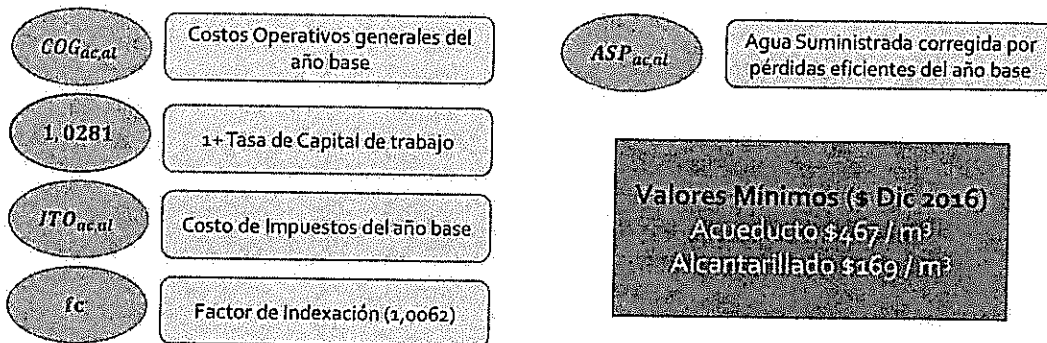 COGac,al
Costos Operativos generales del
año base
1,0281
1+ Tasa de Capital de trabajo
ITOac,al
Costo de Impuestos del año base
fc
Factor de Indexación (1,0062)
ASPac,al
Agua Suministrada corregida por
pérdidas eficientes del año base
Valores Mínimos ($ Dic 2016)
Acueducto $467 / m³
Alcantarillado $169 / m³